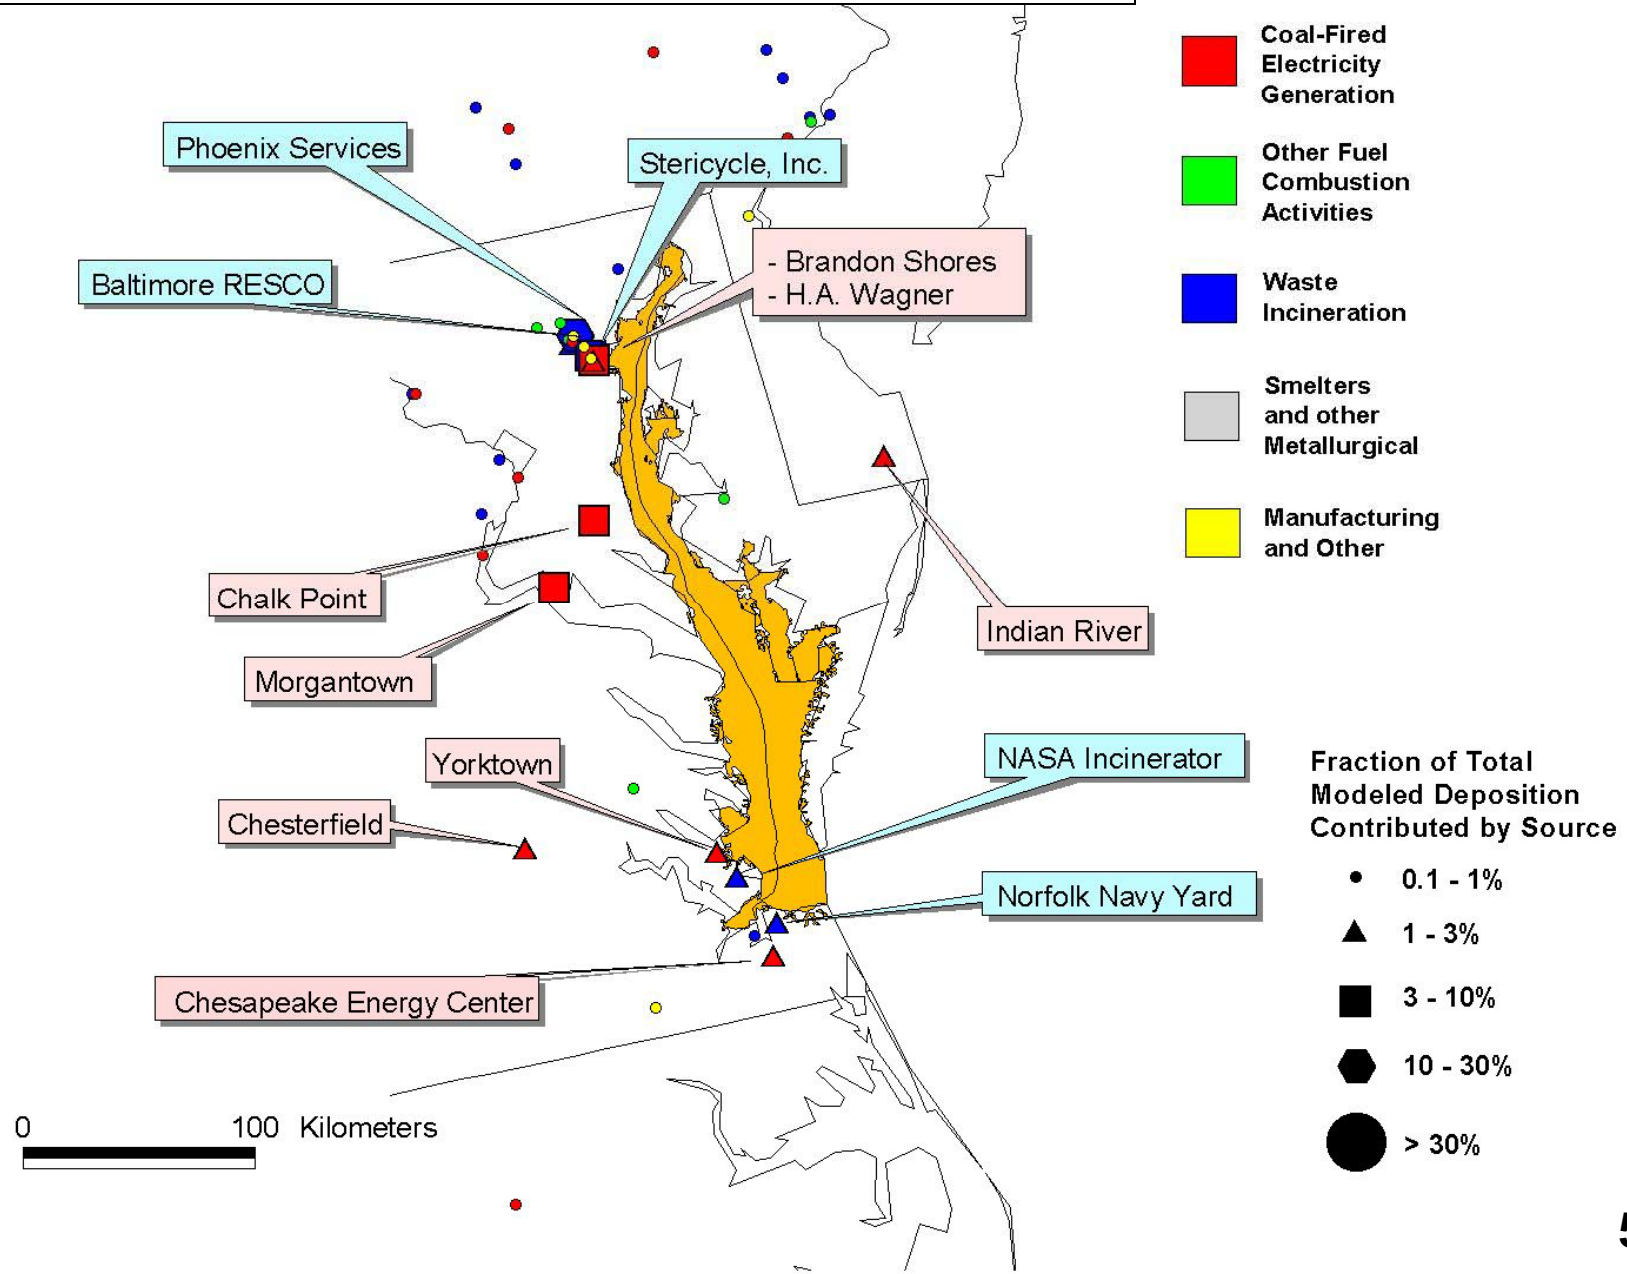 Coal-Fired
Electricity
Generation
Other Fuel
Combustion
Activities
Waste
Incineration
Smelters
and other
Metallurgical
Manufacturing
and Other
Phoenix Services
Stericycle, Inc.
Baltimore RESCO
- Brandon Shores
- H.A. Wagner
Chalk Point
Morgantown
Indian River
Yorktown
Chesterfield
NASA Incinerator
Norfolk Navy Yard
Chesapeake Energy Center
Fraction of Total
Modeled Deposition
Contributed by Source
0.1 - 1%
1 - 3%
3 - 10%
10 - 30%
> 30%
0 100 Kilometers